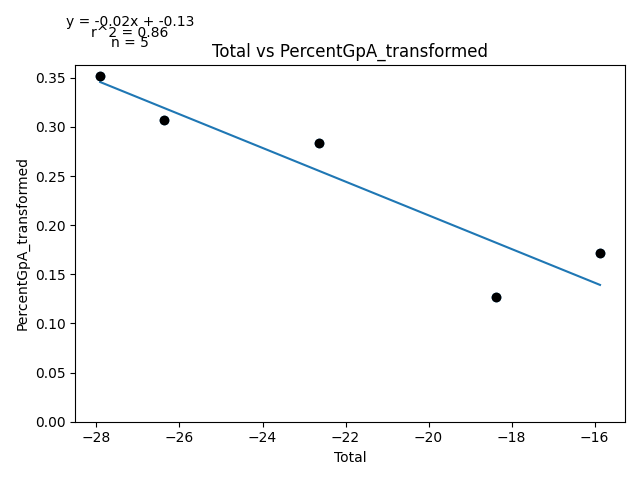 y = -0.02x + -0.13
r^2 = 0.86
n = 5
Total vs PercentGpA_transformed
0.35
0.30
0.25
0.20
0.15
0.10
0.05
0.00
PercentGpA_transformed
−28 −26 −24 −22 −20 −18 −16
Total